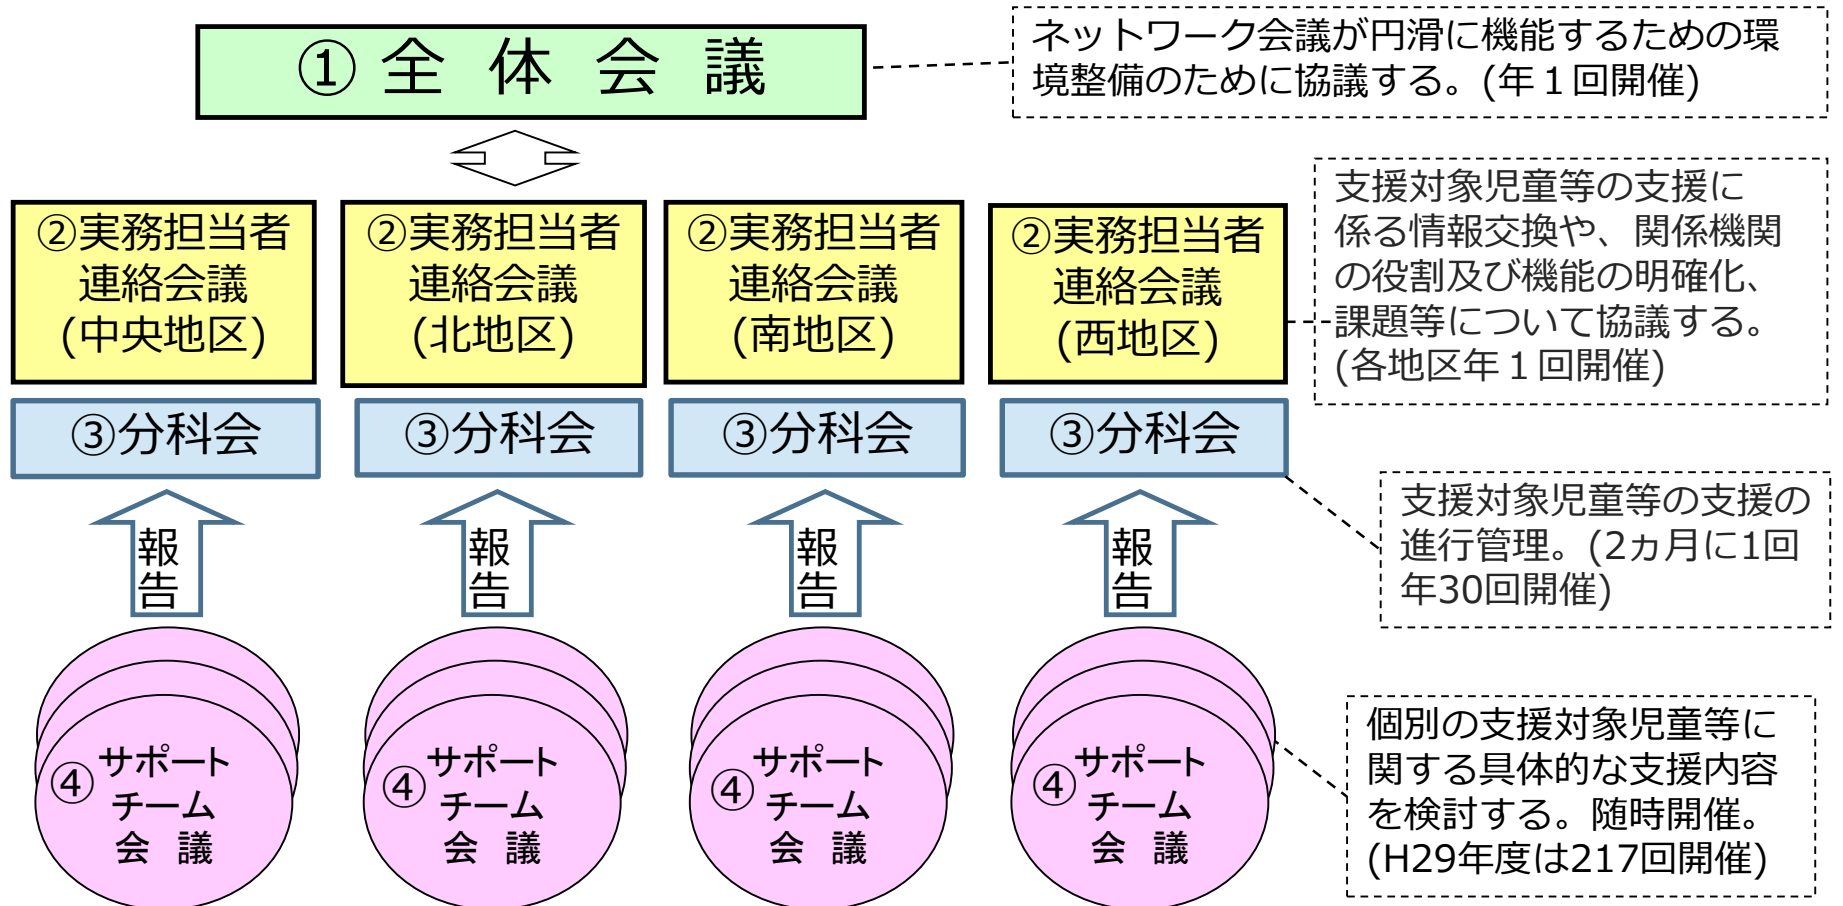 ①全　体　会　議
ネットワーク会議が円滑に機能するための環
境整備のために協議する。(年１回開催)
②実務担当者
連絡会議
(中央地区)
②実務担当者
連絡会議
(北地区)
②実務担当者
連絡会議
(南地区)
②実務担当者
連絡会議
(西地区)
支援対象児童等の支援に
係る情報交換や、関係機関
の役割及び機能の明確化、
課題等について協議する。
(各地区年１回開催)
③分科会
③分科会
③分科会
③分科会
支援対象児童等の支援の
進行管理。(2ヵ月に1回
年30回開催)
報
告
報
告
報
告
報
告
④サポート
チーム
会　議
④サポート
チーム
会　議
④サポート
チーム
会　議
④サポート
チーム
会　議
個別の支援対象児童等に
関する具体的な支援内容
を検討する。随時開催。
(H29年度は217回開催)